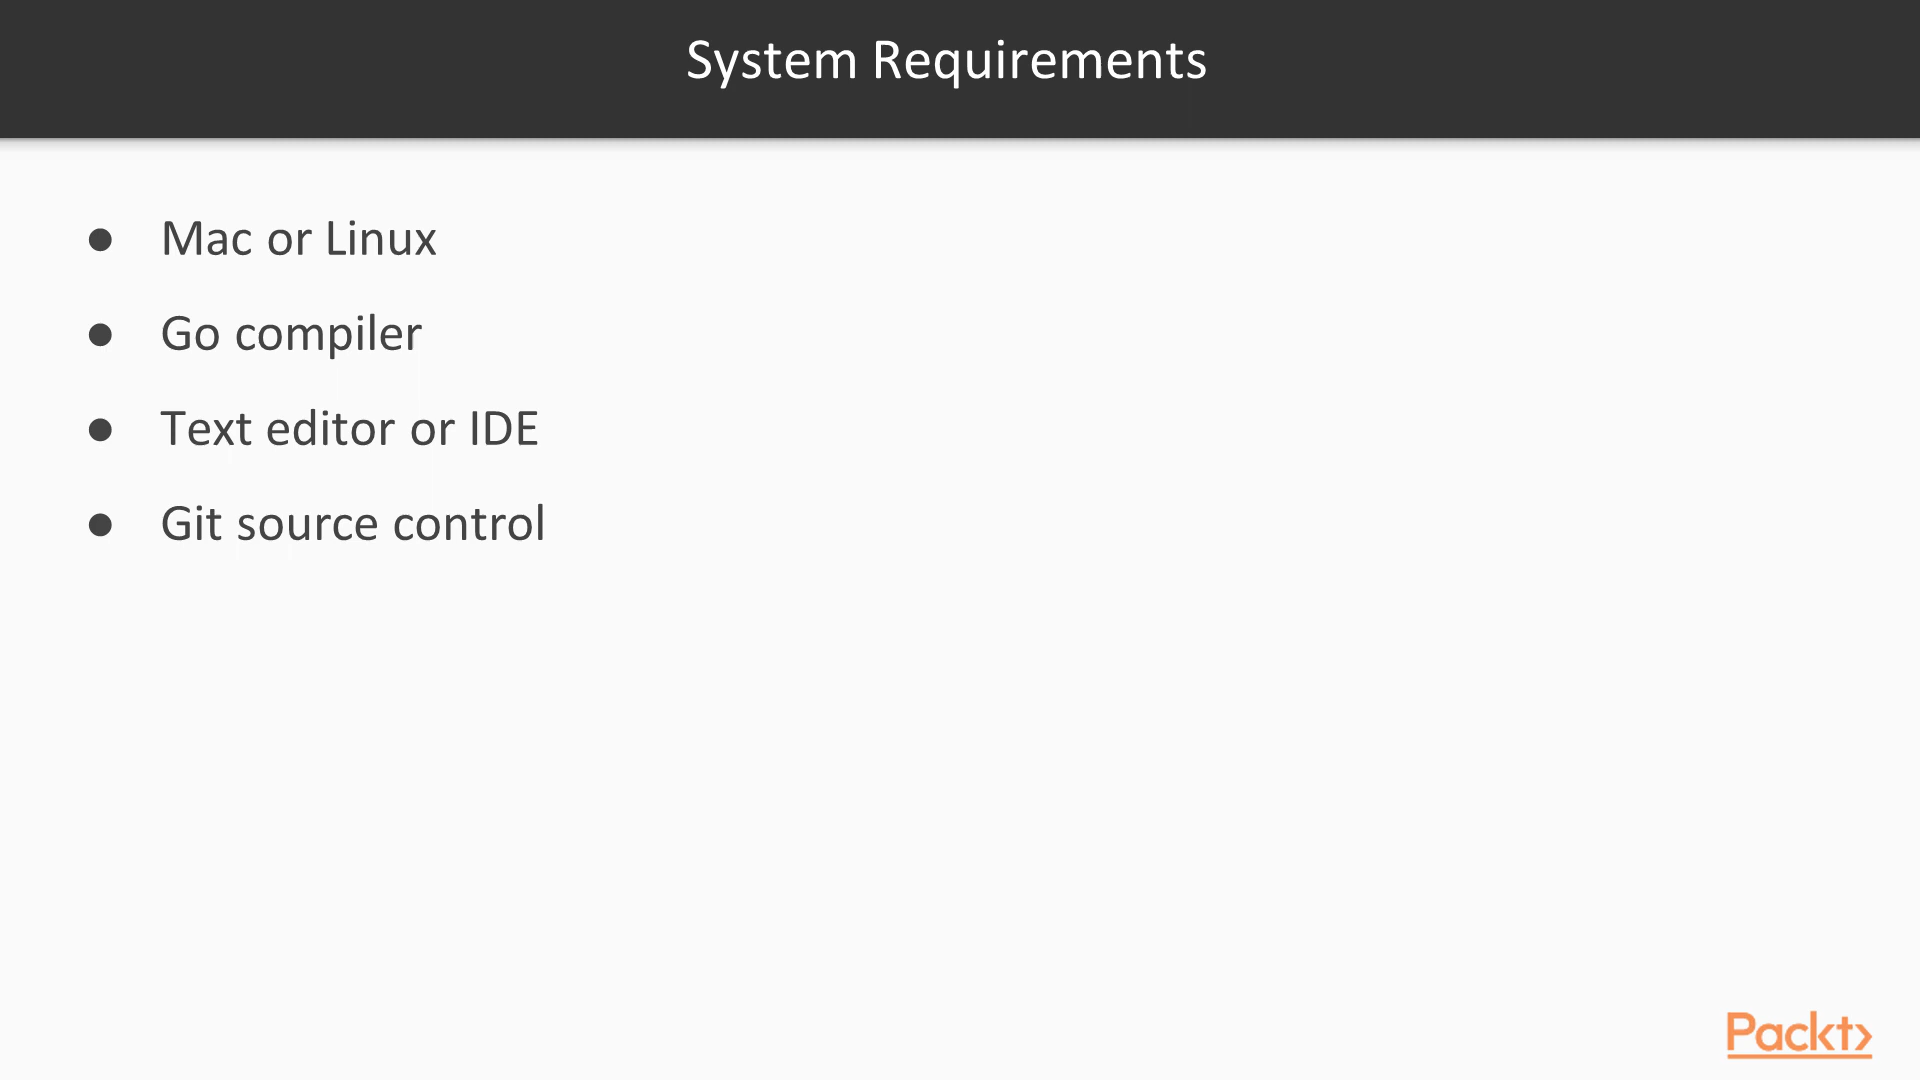 System Requirements
● Mac or Linux
● Go compiler
● Text editor or IDE
● Git source control
Packt>